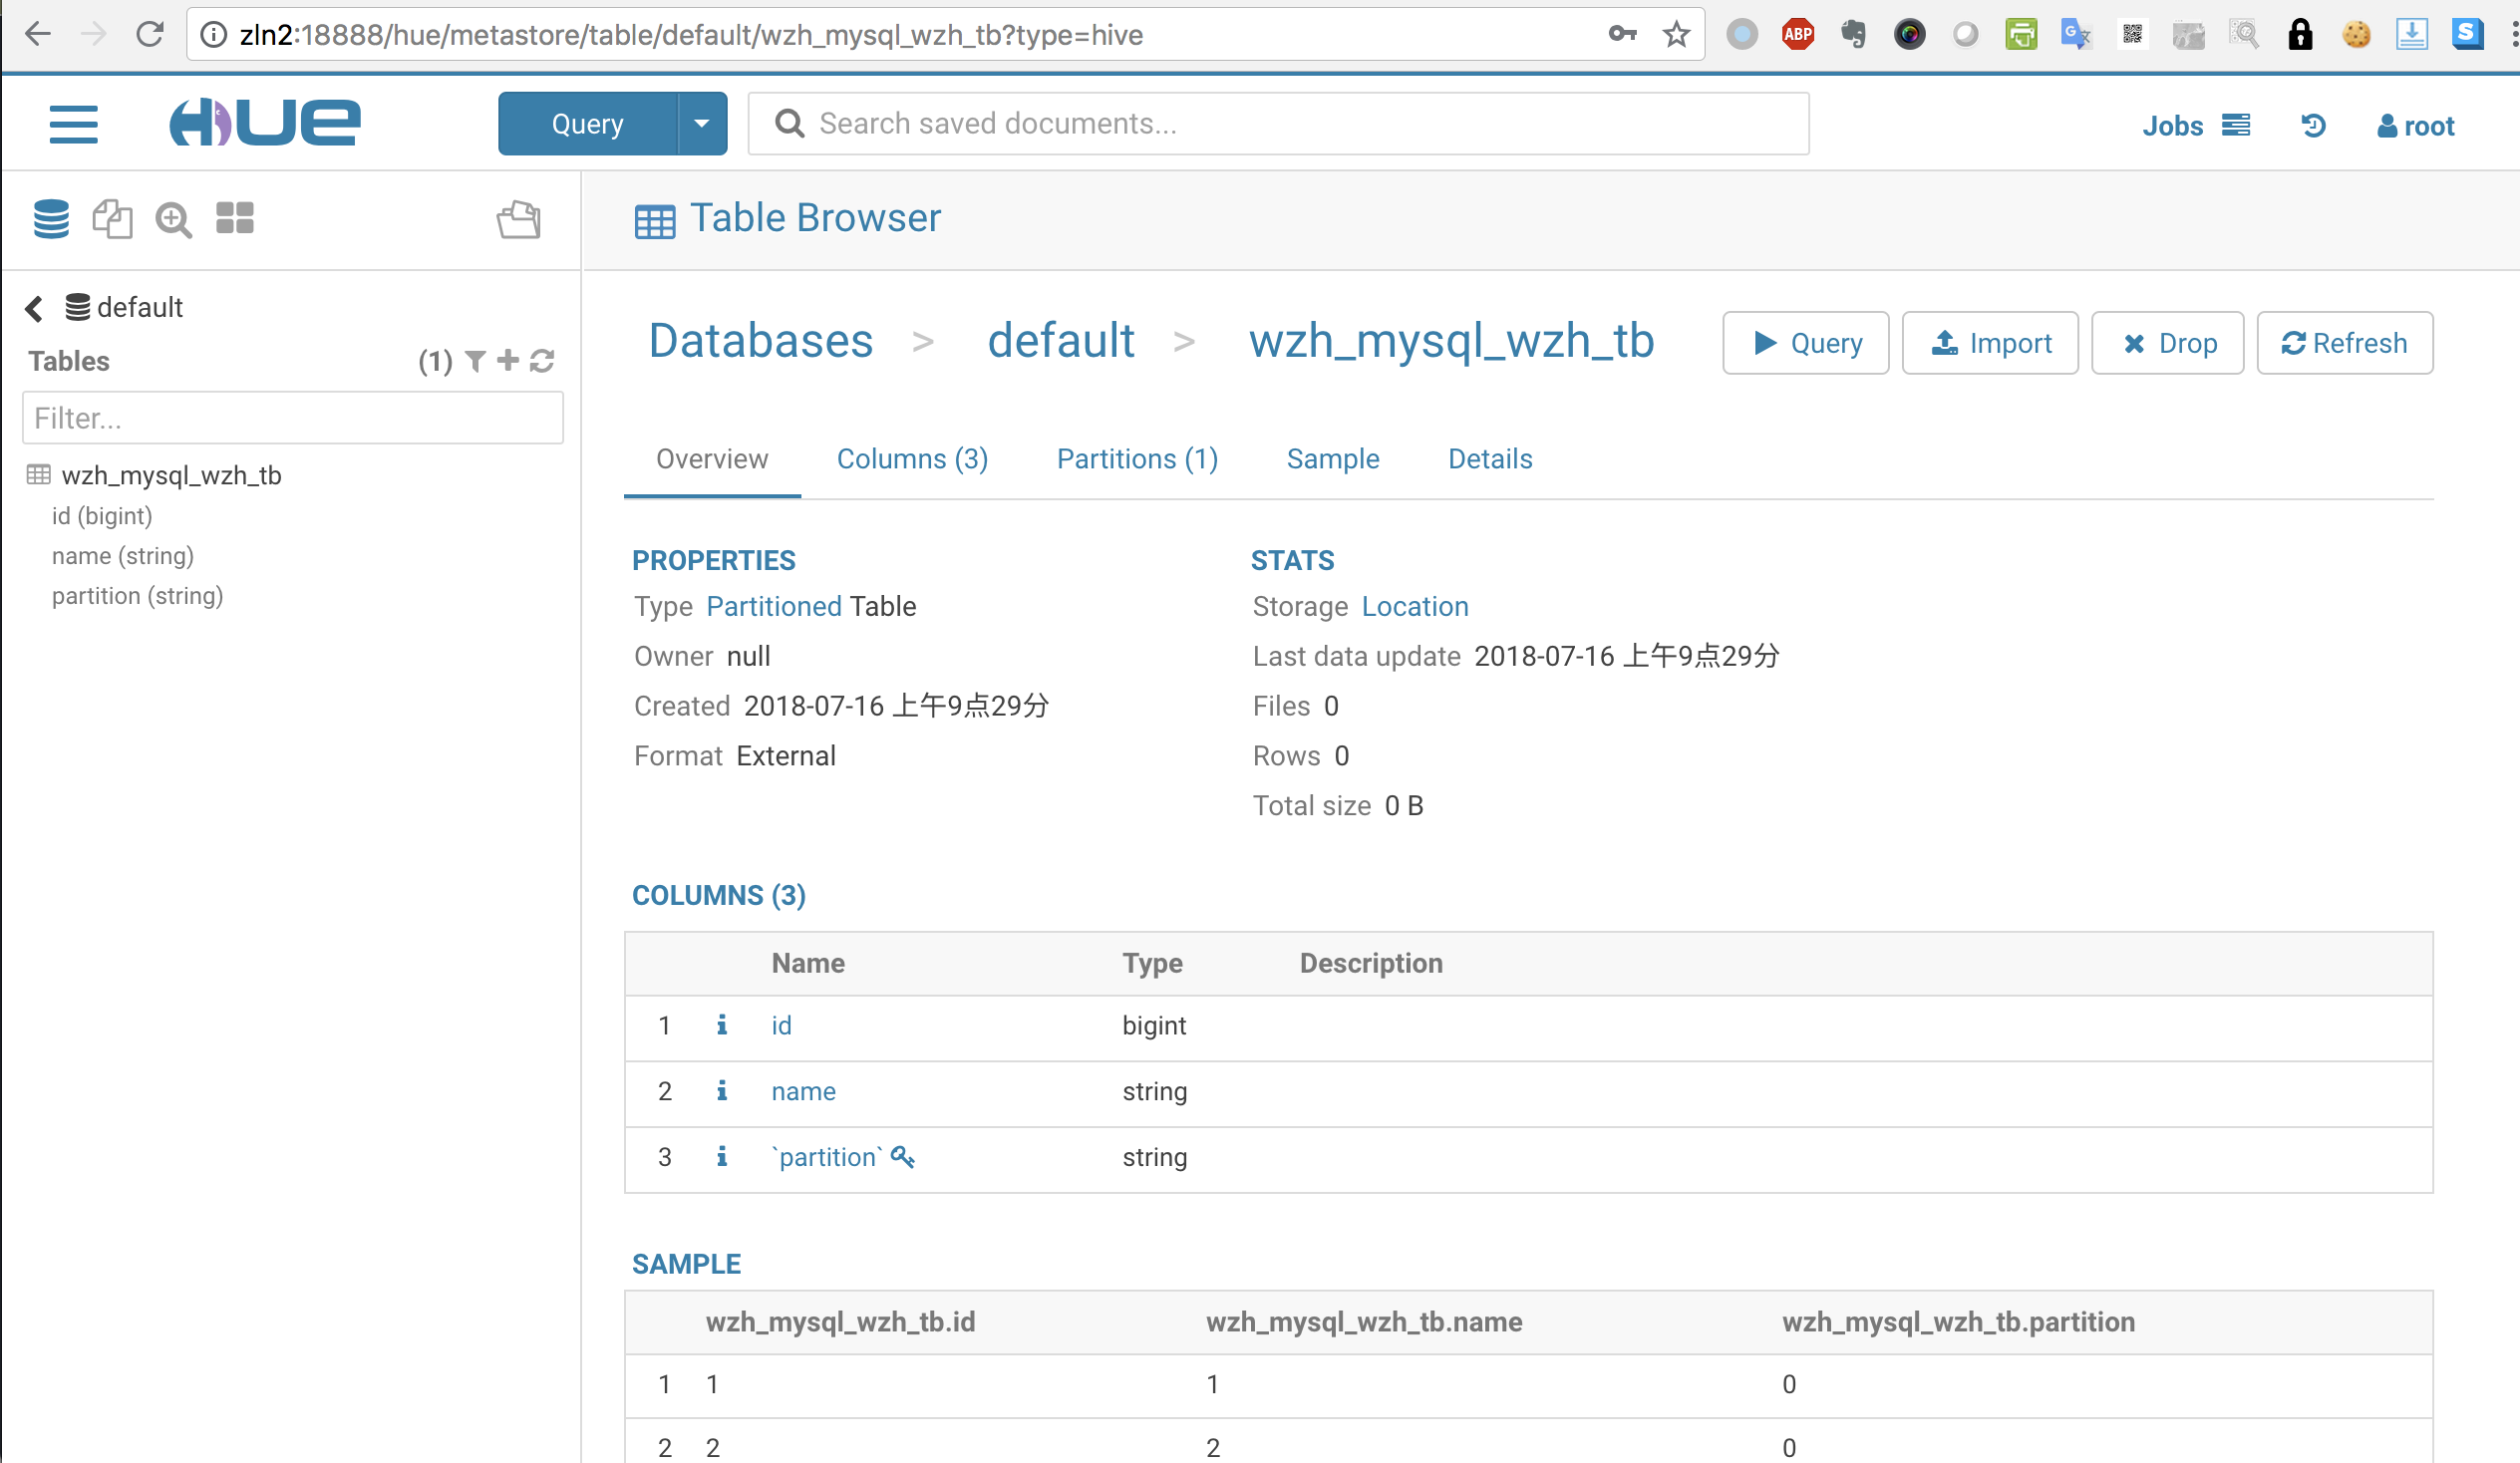 zln2:18888/hue/metastore/table/default/wzh_mysql_wzh_tb?type=hive
ABP
S
HUE
Query
Search saved documents...
Jobs
root
Table Browser
default
Tables (1)
Filter...
wzh_mysql_wzh_tb
id (bigint)
name (string)
partition (string)
Databases > default > wzh_mysql_wzh_tb
Query
Import
Drop
Refresh
Overview Columns (3) Partitions (1) Sample Details
PROPERTIES
Type Partitioned Table
Owner null
Created 2018-07-16 上午9点29分
Format External
STATS
Storage Location
Last data update 2018-07-16 上午9点29分
Files 0
Rows 0
Total size 0 B
COLUMNS (3)
Name Type Description
1 i id bigint
2 i name string
3 i `partition` string
SAMPLE
wzh_mysql_wzh_tb.id wzh_mysql_wzh_tb.name wzh_mysql_wzh_tb.partition
1 1 1 0
2 2 2 0